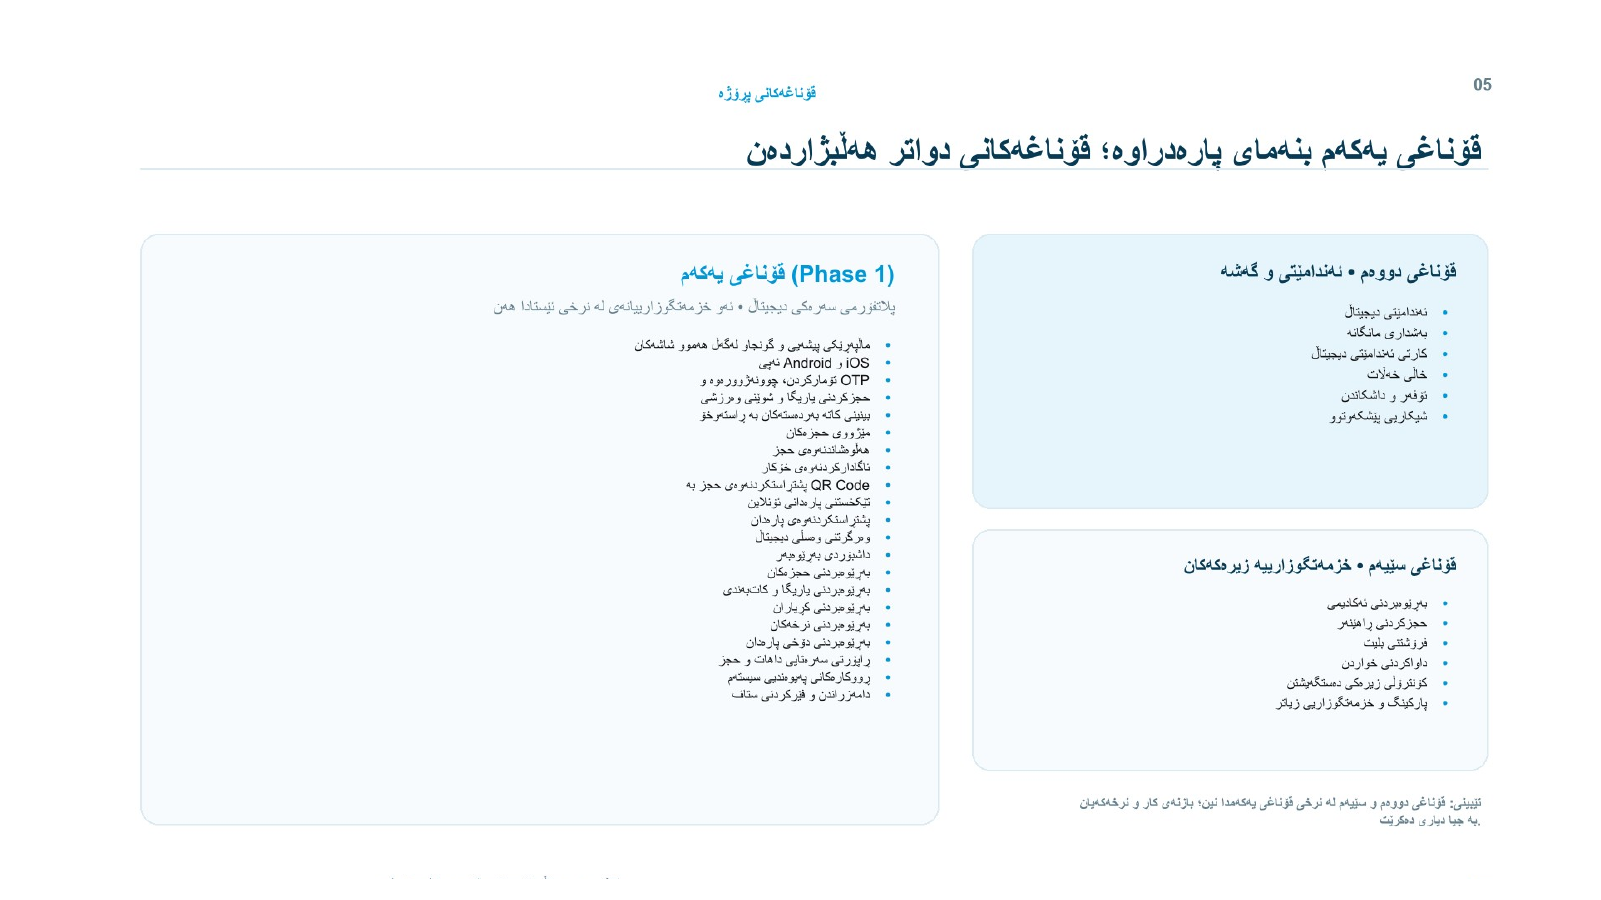 05
قۆناغەکانی پڕۆژە
قۆناغی یەکەم بنەمای پارەدراوە؛ قۆناغەکانی دواتر هەڵبژاردەن
قۆناغی دووەم • ئەندامێتی و گەشە
ئەندامێتی دیجیتاڵ
بەشداری مانگانە
کارتی ئەندامێتی دیجیتاڵ
خاڵی خەڵات
ئۆفەر و داشکاندن
شیکاریی پێشکەوتوو
قۆناغی سێیەم • خزمەتگوزارییە زیرەکەکان
بەڕێوەبردنی ئەکادیمی
حجزکردنی ڕاهێنەر
فرۆشتنی بلیت
داواکردنی خواردن
کۆنترۆڵی زیرەکی دەستگەیشتن
پارکینگ و خزمەتگوزاریی زیاتر
تێبینی: قۆناغی دووەم و سێیەم لە نرخی قۆناغی یەکەمدا نین؛ بازنەی کار و نرخەکەیان
بە جیا دیاری دەکرێت.
قۆناغی یەکەم (Phase 1)
پلاتفۆرمی سەرەکی دیجیتاڵ • ئەو خزمەتگوزارییانەی لە نرخی ئێستادا هەن
ماڵپەڕێکی پیشەیی و گونجاو لەگەڵ هەموو شاشەکان
iOS و Android ئەپی
OTP تۆمارکردن، چوونەژوورەوە و
حجزکردنی یاریگا و شوێنی وەرزشی
بینینی کاتە بەردەستەکان بە ڕاستەوخۆ
مێژووی حجزەکان
هەڵوەشاندنەوەی حجز
ئاگادارکردنەوەی خۆکار
QR Code پشتڕاستکردنەوەی حجز بە
تێکخستنی پارەدانی ئۆنلاین
پشتڕاستکردنەوەی پارەدان
وەرگرتنی وصڵی دیجیتاڵ
داشبۆردی بەڕێوەبەر
بەڕێوەبردنی حجزەکان
بەڕێوەبردنی یاریگا و کات‌بەندی
بەڕێوەبردنی کڕیاران
بەڕێوەبردنی نرخەکان
بەڕێوەبردنی دۆخی پارەدان
ڕاپۆرتی سەرەتایی داهات و حجز
ڕووکارەکانی پەیوەندیی سیستەم
دامەزراندن و فێرکردنی ستاف